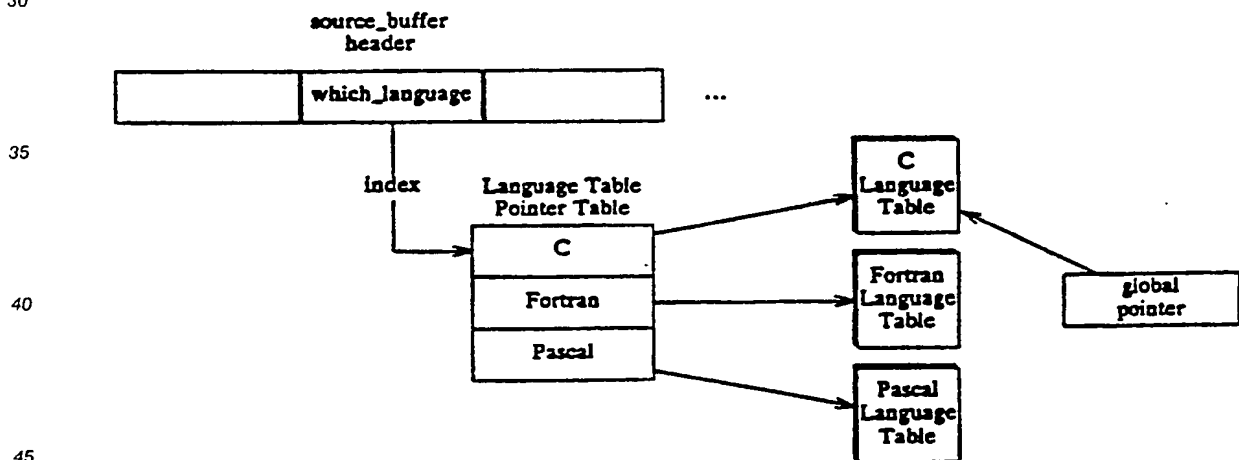 30
source_buffer
header
which_language
...
35
index
Language Table
Pointer Table
C
Fortran
Pascal
C
Language
Table
Fortran
Language
Table
Pascal
Language
Table
global
pointer
40
45